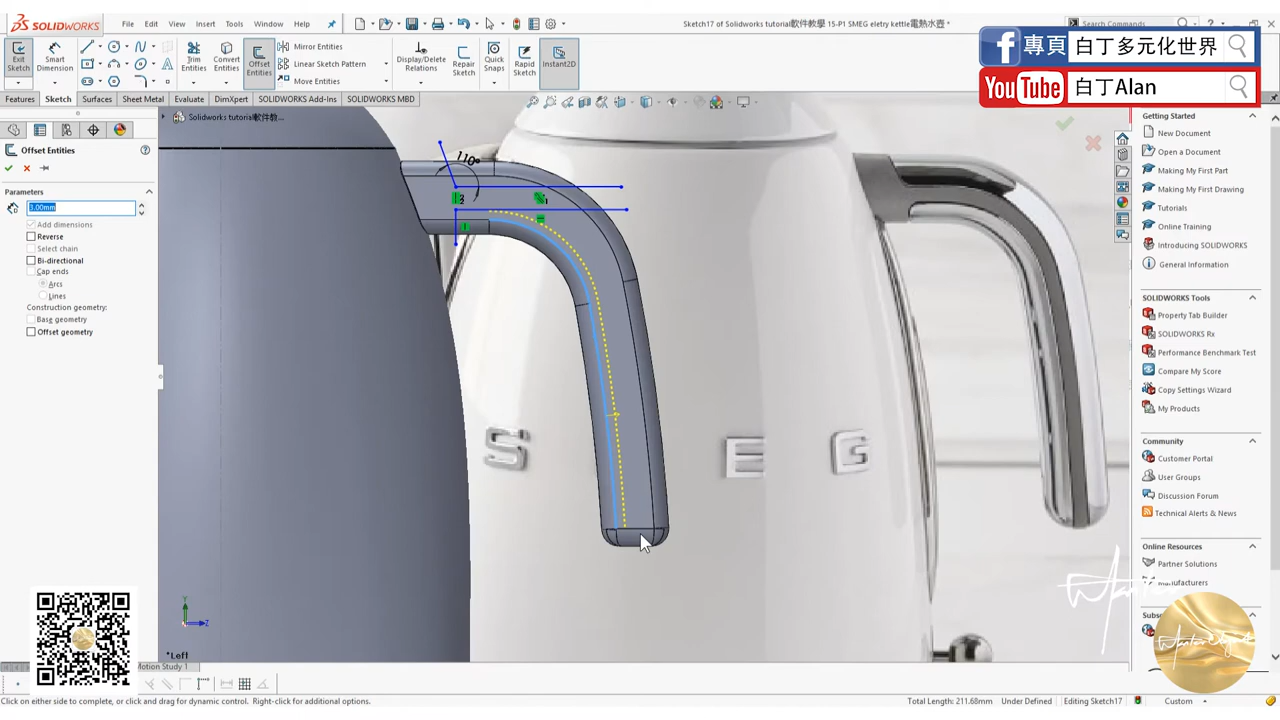 SOLIDWORKS
File
Edit
View
Insert
Tools
Window
Help
Sketch17 of Solidworks tutorial軟件教學 15-P1 SMEG eletry kettle電熱水壺 *
Search Commands
專頁
白丁多元化世界
YouTube
白丁Alan
Exit Sketch
Smart Dimension
Trim Entities
Convert Entities
Offset Entities
Mirror Entities
Linear Sketch Pattern
Move Entities
Display/Delete Relations
Repair Sketch
Quick Snaps
Rapid Sketch
Instant2D
Features
Sketch
Surfaces
Sheet Metal
Evaluate
DimXpert
SOLIDWORKS Add-Ins
SOLIDWORKS MBD
Solidworks tutorial軟件教...
Offset Entities
Parameters
3.00mm
Add dimensions
Reverse
Select chain
Bi-directional
Cap ends
Arcs
Lines
Construction geometry:
Base geometry
Offset geometry
110°
S
E
G
Y
Z
*Left
Motion Study 1
Getting Started
New Document
Open a Document
Making My First Part
Making My First Drawing
Tutorials
Online Training
Introducing SOLIDWORKS
General Information
SOLIDWORKS Tools
Property Tab Builder
SOLIDWORKS Rx
Performance Benchmark Test
Compare My Score
Copy Settings Wizard
My Products
Community
Customer Portal
User Groups
Discussion Forum
Technical Alerts & News
Online Resources
Partner Solutions
Manufacturers
Click on either side to complete, or click and drag for dynamic control. Right-click for additional options.
Total Length: 211.68mm
Under Defined
Editing Sketch17
Custom